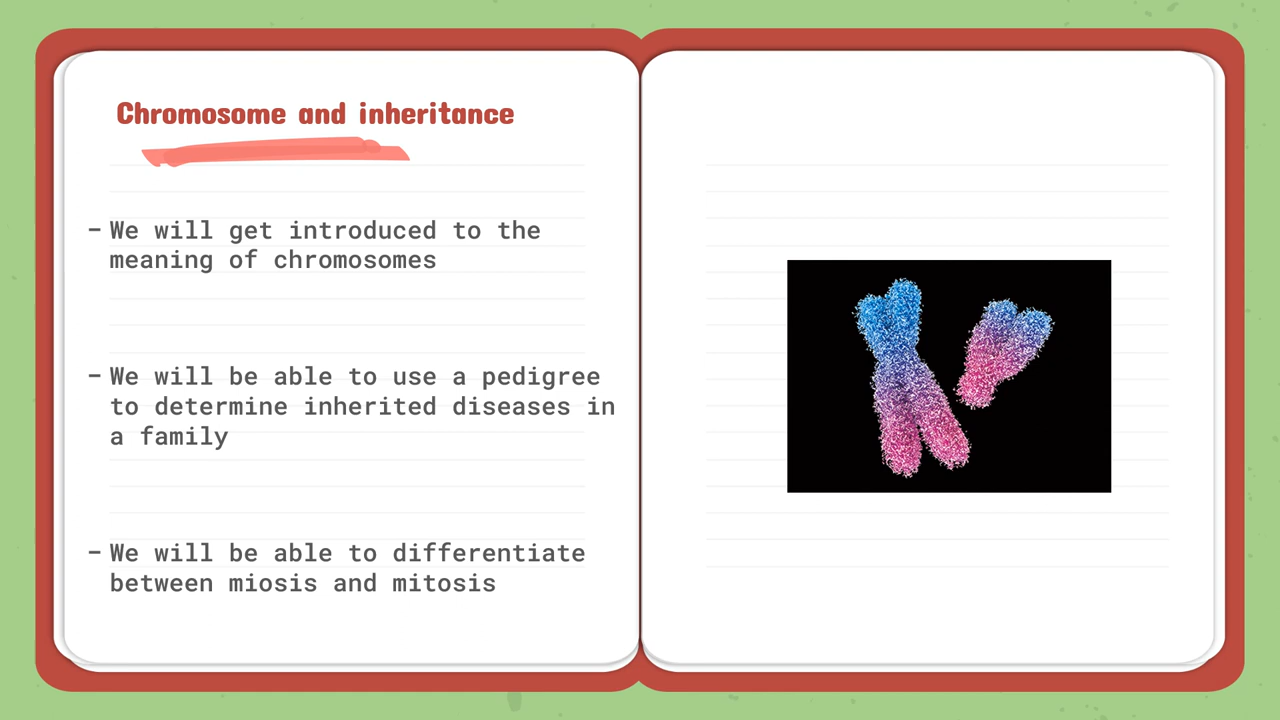 Chromosome and inheritance
- We will get introduced to the
meaning of chromosomes
- We will be able to use a pedigree
to determine inherited diseases in
a family
- We will be able to differentiate
between miosis and mitosis